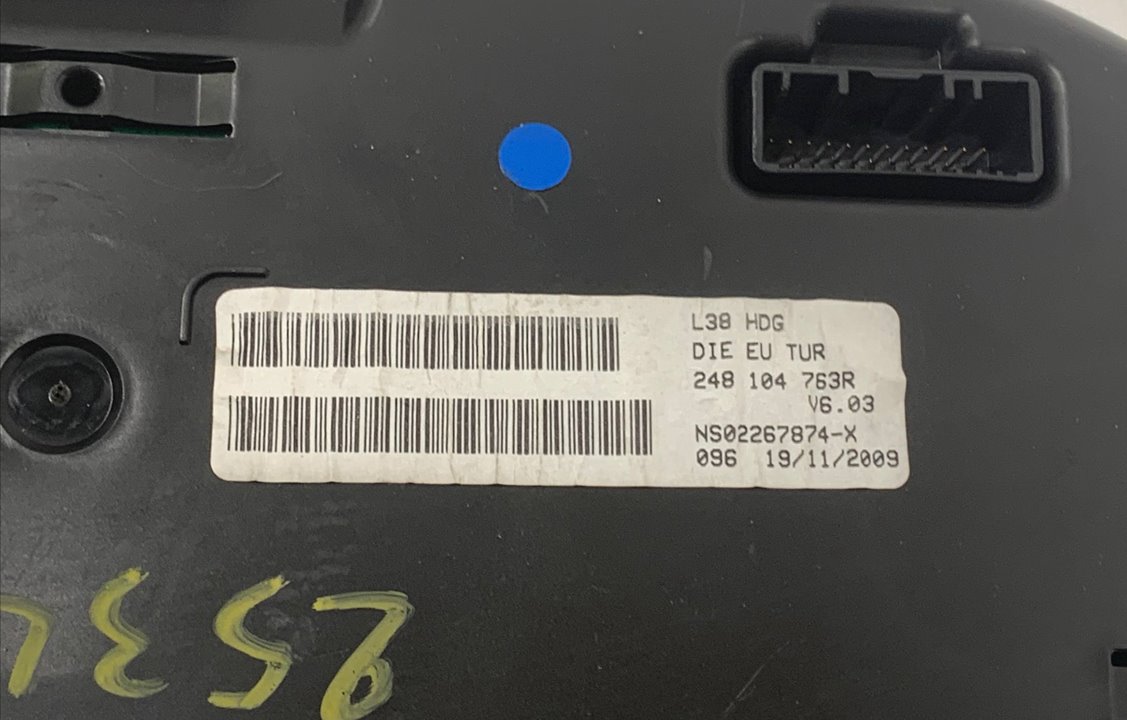 L38 HDG
DIE EU TUR
248 104 763R
V6.03
NS02267874-X
096 19/11/2009